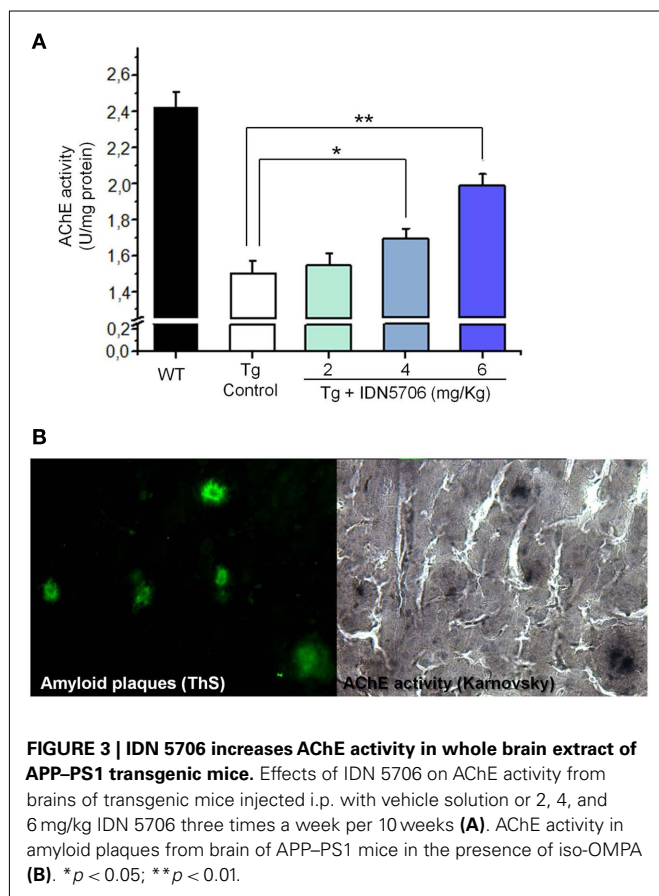 A
AChE activity
(U/mg protein)
2,6
2,4
2,2
2,0
1,8
1,6
1,4
0,2
0,0
**
*
WT
Tg
Control
2
4
6
Tg + IDN5706 (mg/Kg)
B
Amyloid plaques (ThS)
AChE activity (Karnovsky)
FIGURE 3 | IDN 5706 increases AChE activity in whole brain extract of
APP–PS1 transgenic mice. Effects of IDN 5706 on AChE activity from
brains of transgenic mice injected i.p. with vehicle solution or 2, 4, and
6 mg/kg IDN 5706 three times a week per 10 weeks (A). AChE activity in
amyloid plaques from brain of APP–PS1 mice in the presence of iso-OMPA
(B). *p < 0.05; **p < 0.01.